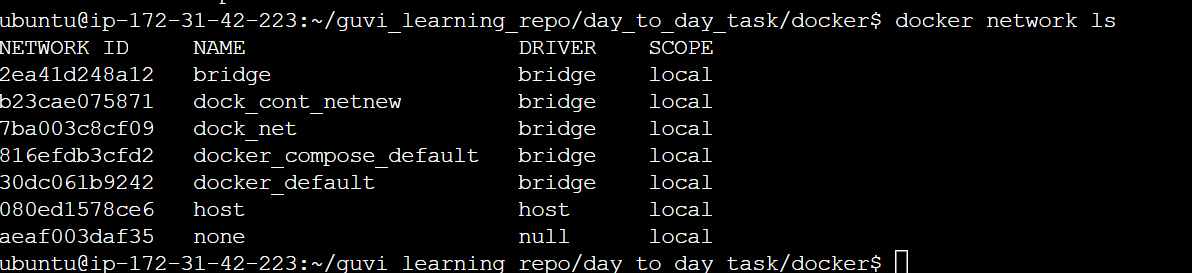 ubuntu@ip-172-31-42-223:~/guvi_learning_repo/day_to_day_task/docker$ docker network ls
NETWORK ID     NAME                     DRIVER    SCOPE
2ea41d248a12   bridge                   bridge    local
b23cae075871   dock_cont_netnew         bridge    local
7ba003c8cf09   dock_net                 bridge    local
816efdb3cfd2   docker_compose_default   bridge    local
30dc061b9242   docker_default           bridge    local
080ed1578ce6   host                     host      local
aeaf003daf35   none                     null      local
ubuntu@ip-172-31-42-223:~/guvi_learning_repo/day_to_day_task/docker$